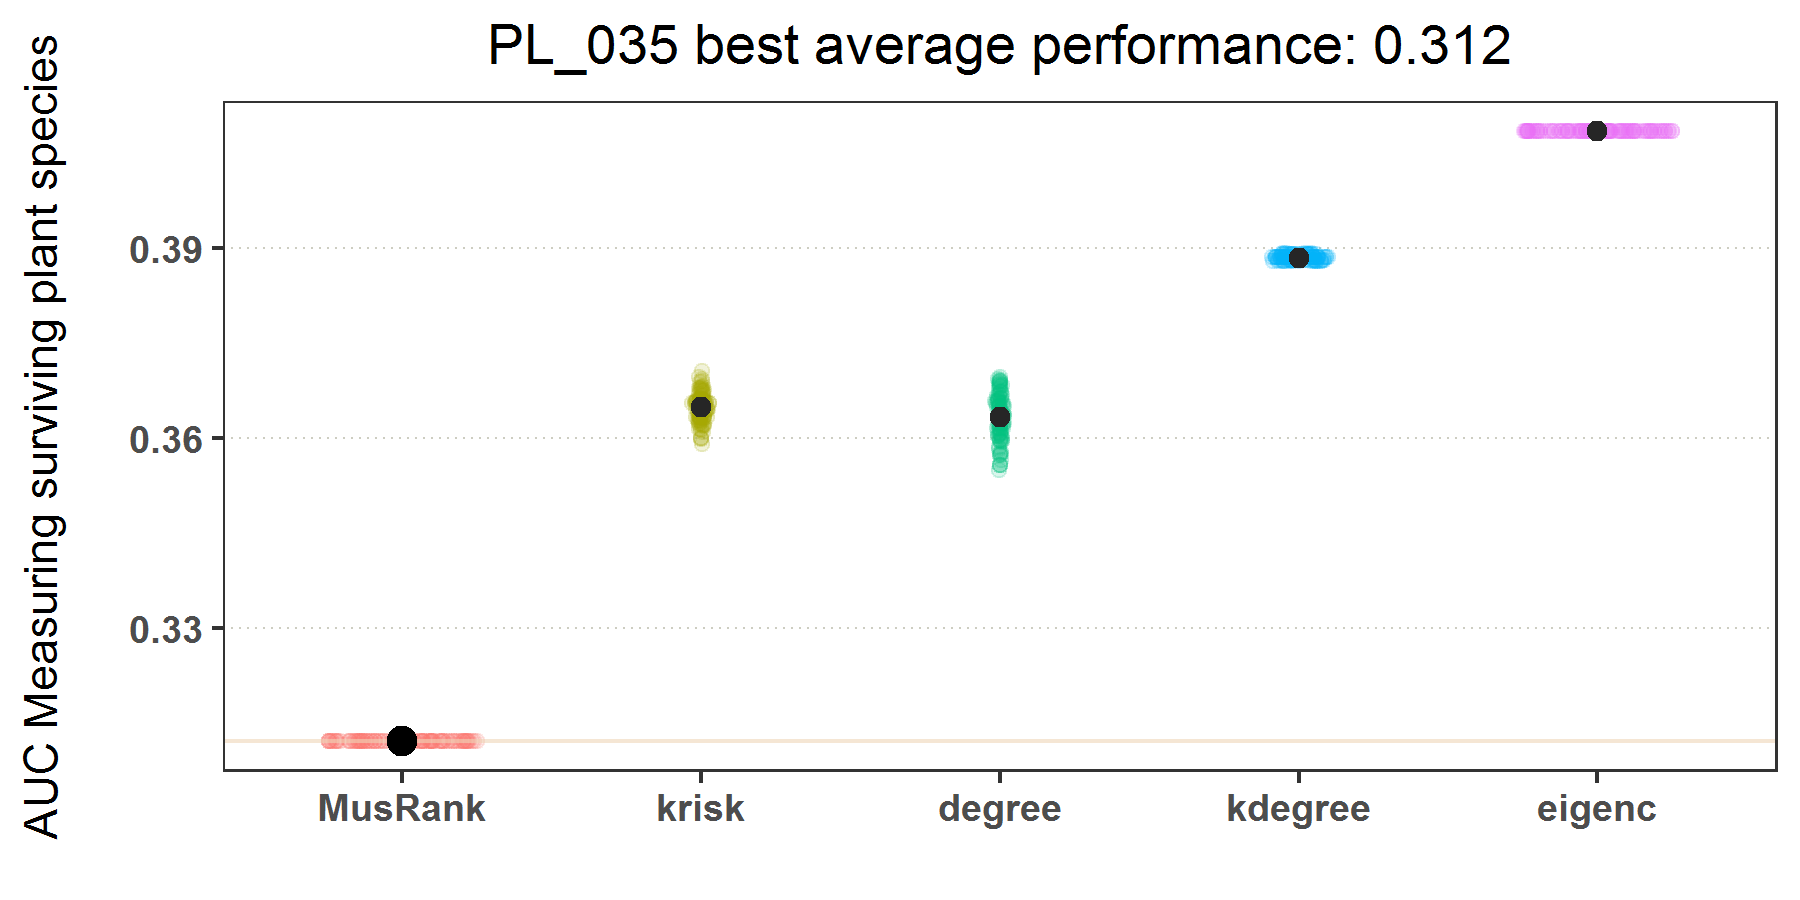 PL_035 best average performance: 0.312
AUC Measuring surviving plant species
0.39
0.36
0.33
MusRank krisk degree kdegree eigenc